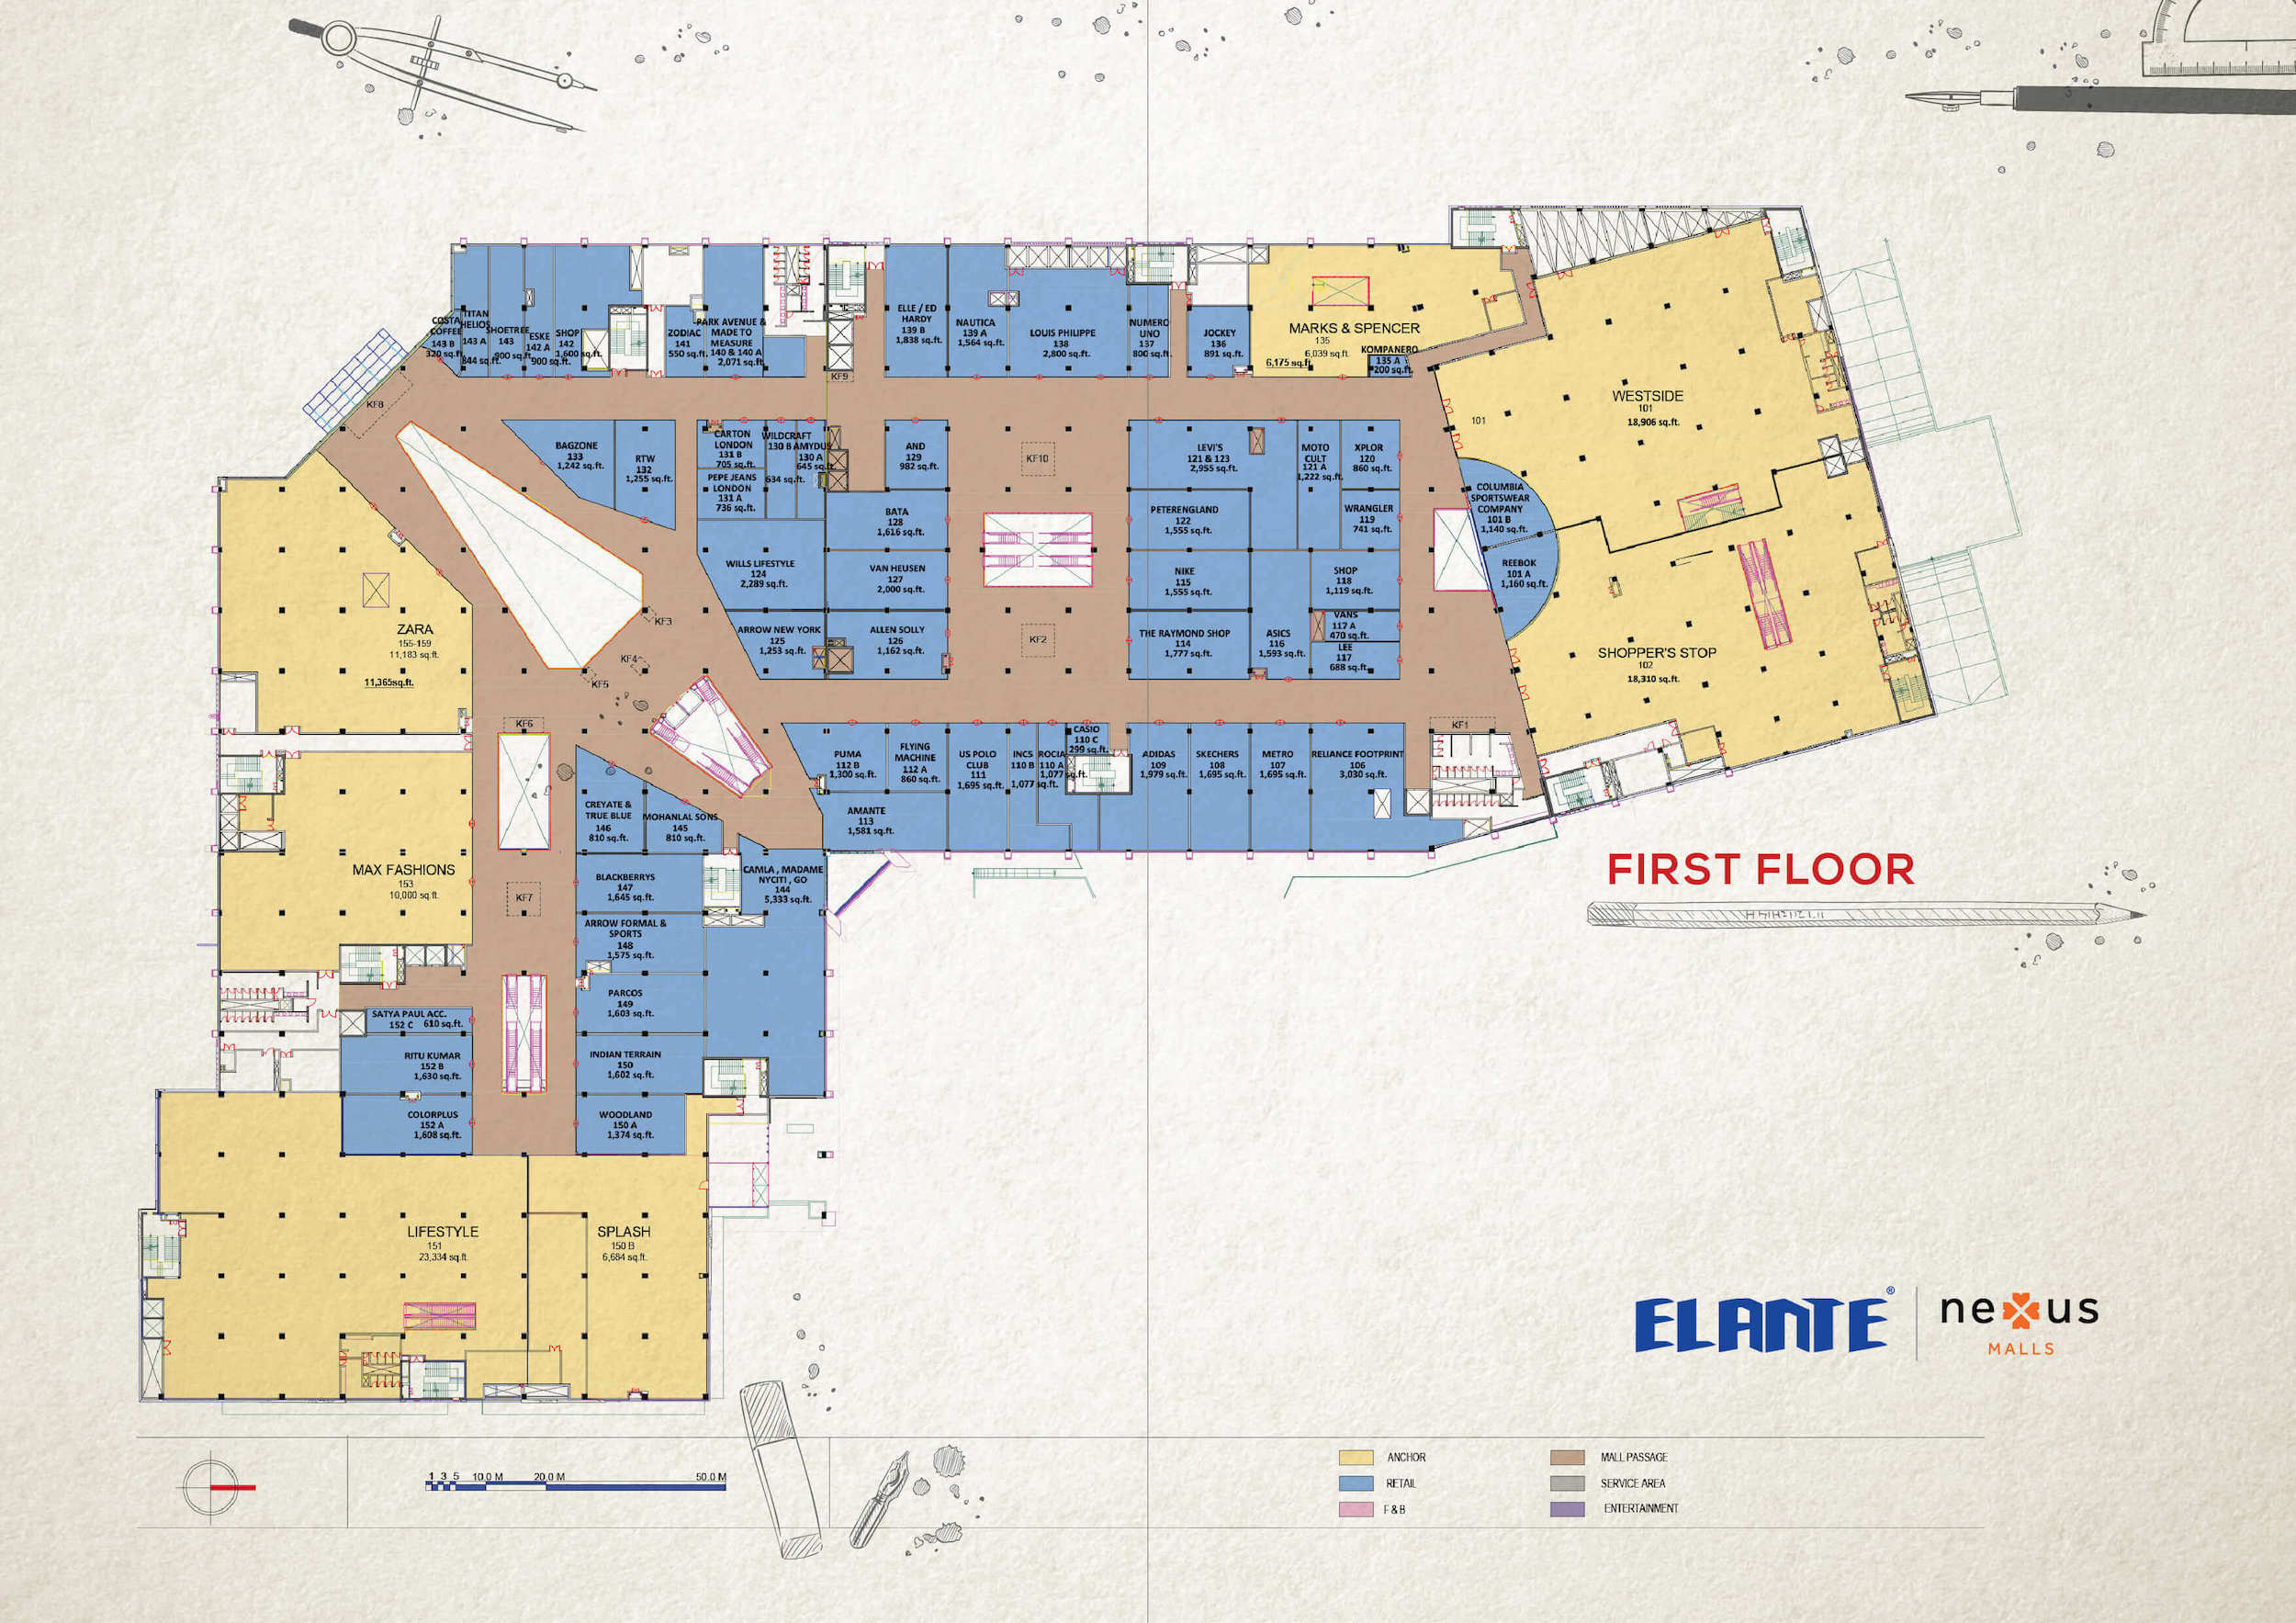 COSTA
COFFEE
143 B
320 sq.ft.
TITAN
HELIOS
143 A
844 sq.ft.
SHOETREE
143
900 sq.ft.
ESKE
142 A
900 sq.ft.
SHOP
142
1,600 sq.ft.
ZODIAC
141
550 sq.ft.
PARK AVENUE &
MADE TO
MEASURE
140 & 140 A
2,071 sq.ft.
ELLE / ED
HARDY
139 B
1,838 sq.ft.
NAUTICA
139 A
1,564 sq.ft.
LOUIS PHILIPPE
138
2,800 sq.ft.
NUMERO
UNO
137
800 sq.ft.
JOCKEY
136
891 sq.ft.
MARKS & SPENCER
135
6,039 sq.ft.
6,175 sq.ft.
KOMPANERO
135 A
200 sq.ft.
WESTSIDE
101
18,906 sq.ft.
101
KF8
KF9
BAGZONE
133
1,242 sq.ft.
RTW
132
1,255 sq.ft.
CARTON
LONDON
131 B
705 sq.ft.
PEPE JEANS
LONDON
131 A
736 sq.ft.
WILDCRAFT
130 B
634 sq.ft.
AMYDUS
130 A
645 sq.ft.
AND
129
982 sq.ft.
KF10
LEVI'S
121 & 123
2,955 sq.ft.
MOTO
CULT
121 A
1,222 sq.ft.
XPLOR
120
860 sq.ft.
COLUMBIA
SPORTSWEAR
COMPANY
101 B
1,140 sq.ft.
BATA
128
1,616 sq.ft.
PETERENGLAND
122
1,555 sq.ft.
WRANGLER
119
741 sq.ft.
WILLS LIFESTYLE
124
2,289 sq.ft.
VAN HEUSEN
127
2,000 sq.ft.
NIKE
115
1,555 sq.ft.
SHOP
118
1,119 sq.ft.
REEBOK
101 A
1,160 sq.ft.
ZARA
155-159
11,183 sq.ft.
11,365sq.ft.
KF3
KF4
KF5
ARROW NEW YORK
125
1,253 sq.ft.
ALLEN SOLLY
126
1,162 sq.ft.
KF2
THE RAYMOND SHOP
114
1,777 sq.ft.
ASICS
116
1,593 sq.ft.
VANS
117 A
470 sq.ft.
LEE
117
688 sq.ft.
SHOPPER'S STOP
102
18,310 sq.ft.
KF6
KF1
PUMA
112 B
1,300 sq.ft.
FLYING
MACHINE
112 A
860 sq.ft.
US POLO
CLUB
111
1,695 sq.ft.
INCS
110 B
1,077 sq.ft.
ROCIA
110 A
1,077 sq.ft.
CASIO
110 C
299 sq.ft.
ADIDAS
109
1,979 sq.ft.
SKECHERS
108
1,695 sq.ft.
METRO
107
1,695 sq.ft.
RELIANCE FOOTPRINT
106
3,030 sq.ft.
AMANTE
113
1,581 sq.ft.
CREYATE &
TRUE BLUE
146
810 sq.ft.
MOHANLAL SONS
145
810 sq.ft.
MAX FASHIONS
153
10,000 sq.ft.
KF7
BLACKBERRYS
147
1,645 sq.ft.
CAMLA , MADAME
NYCITI , GO
144
5,333 sq.ft.
FIRST FLOOR
ARROW FORMAL &
SPORTS
148
1,575 sq.ft.
PARCOS
149
1,603 sq.ft.
SATYA PAUL ACC.
152 C 610 sq.ft.
RITU KUMAR
152 B
1,630 sq.ft.
INDIAN TERRAIN
150
1,602 sq.ft.
COLORPLUS
152 A
1,608 sq.ft.
WOODLAND
150 A
1,374 sq.ft.
LIFESTYLE
151
23,334 sq.ft.
SPLASH
150 B
6,684 sq.ft.
ELANTE®
nexus
MALLS
1 3 5 10.0 M 20.0 M 50.0 M
ANCHOR
RETAIL
F & B
MALL PASSAGE
SERVICE AREA
ENTERTAINMENT